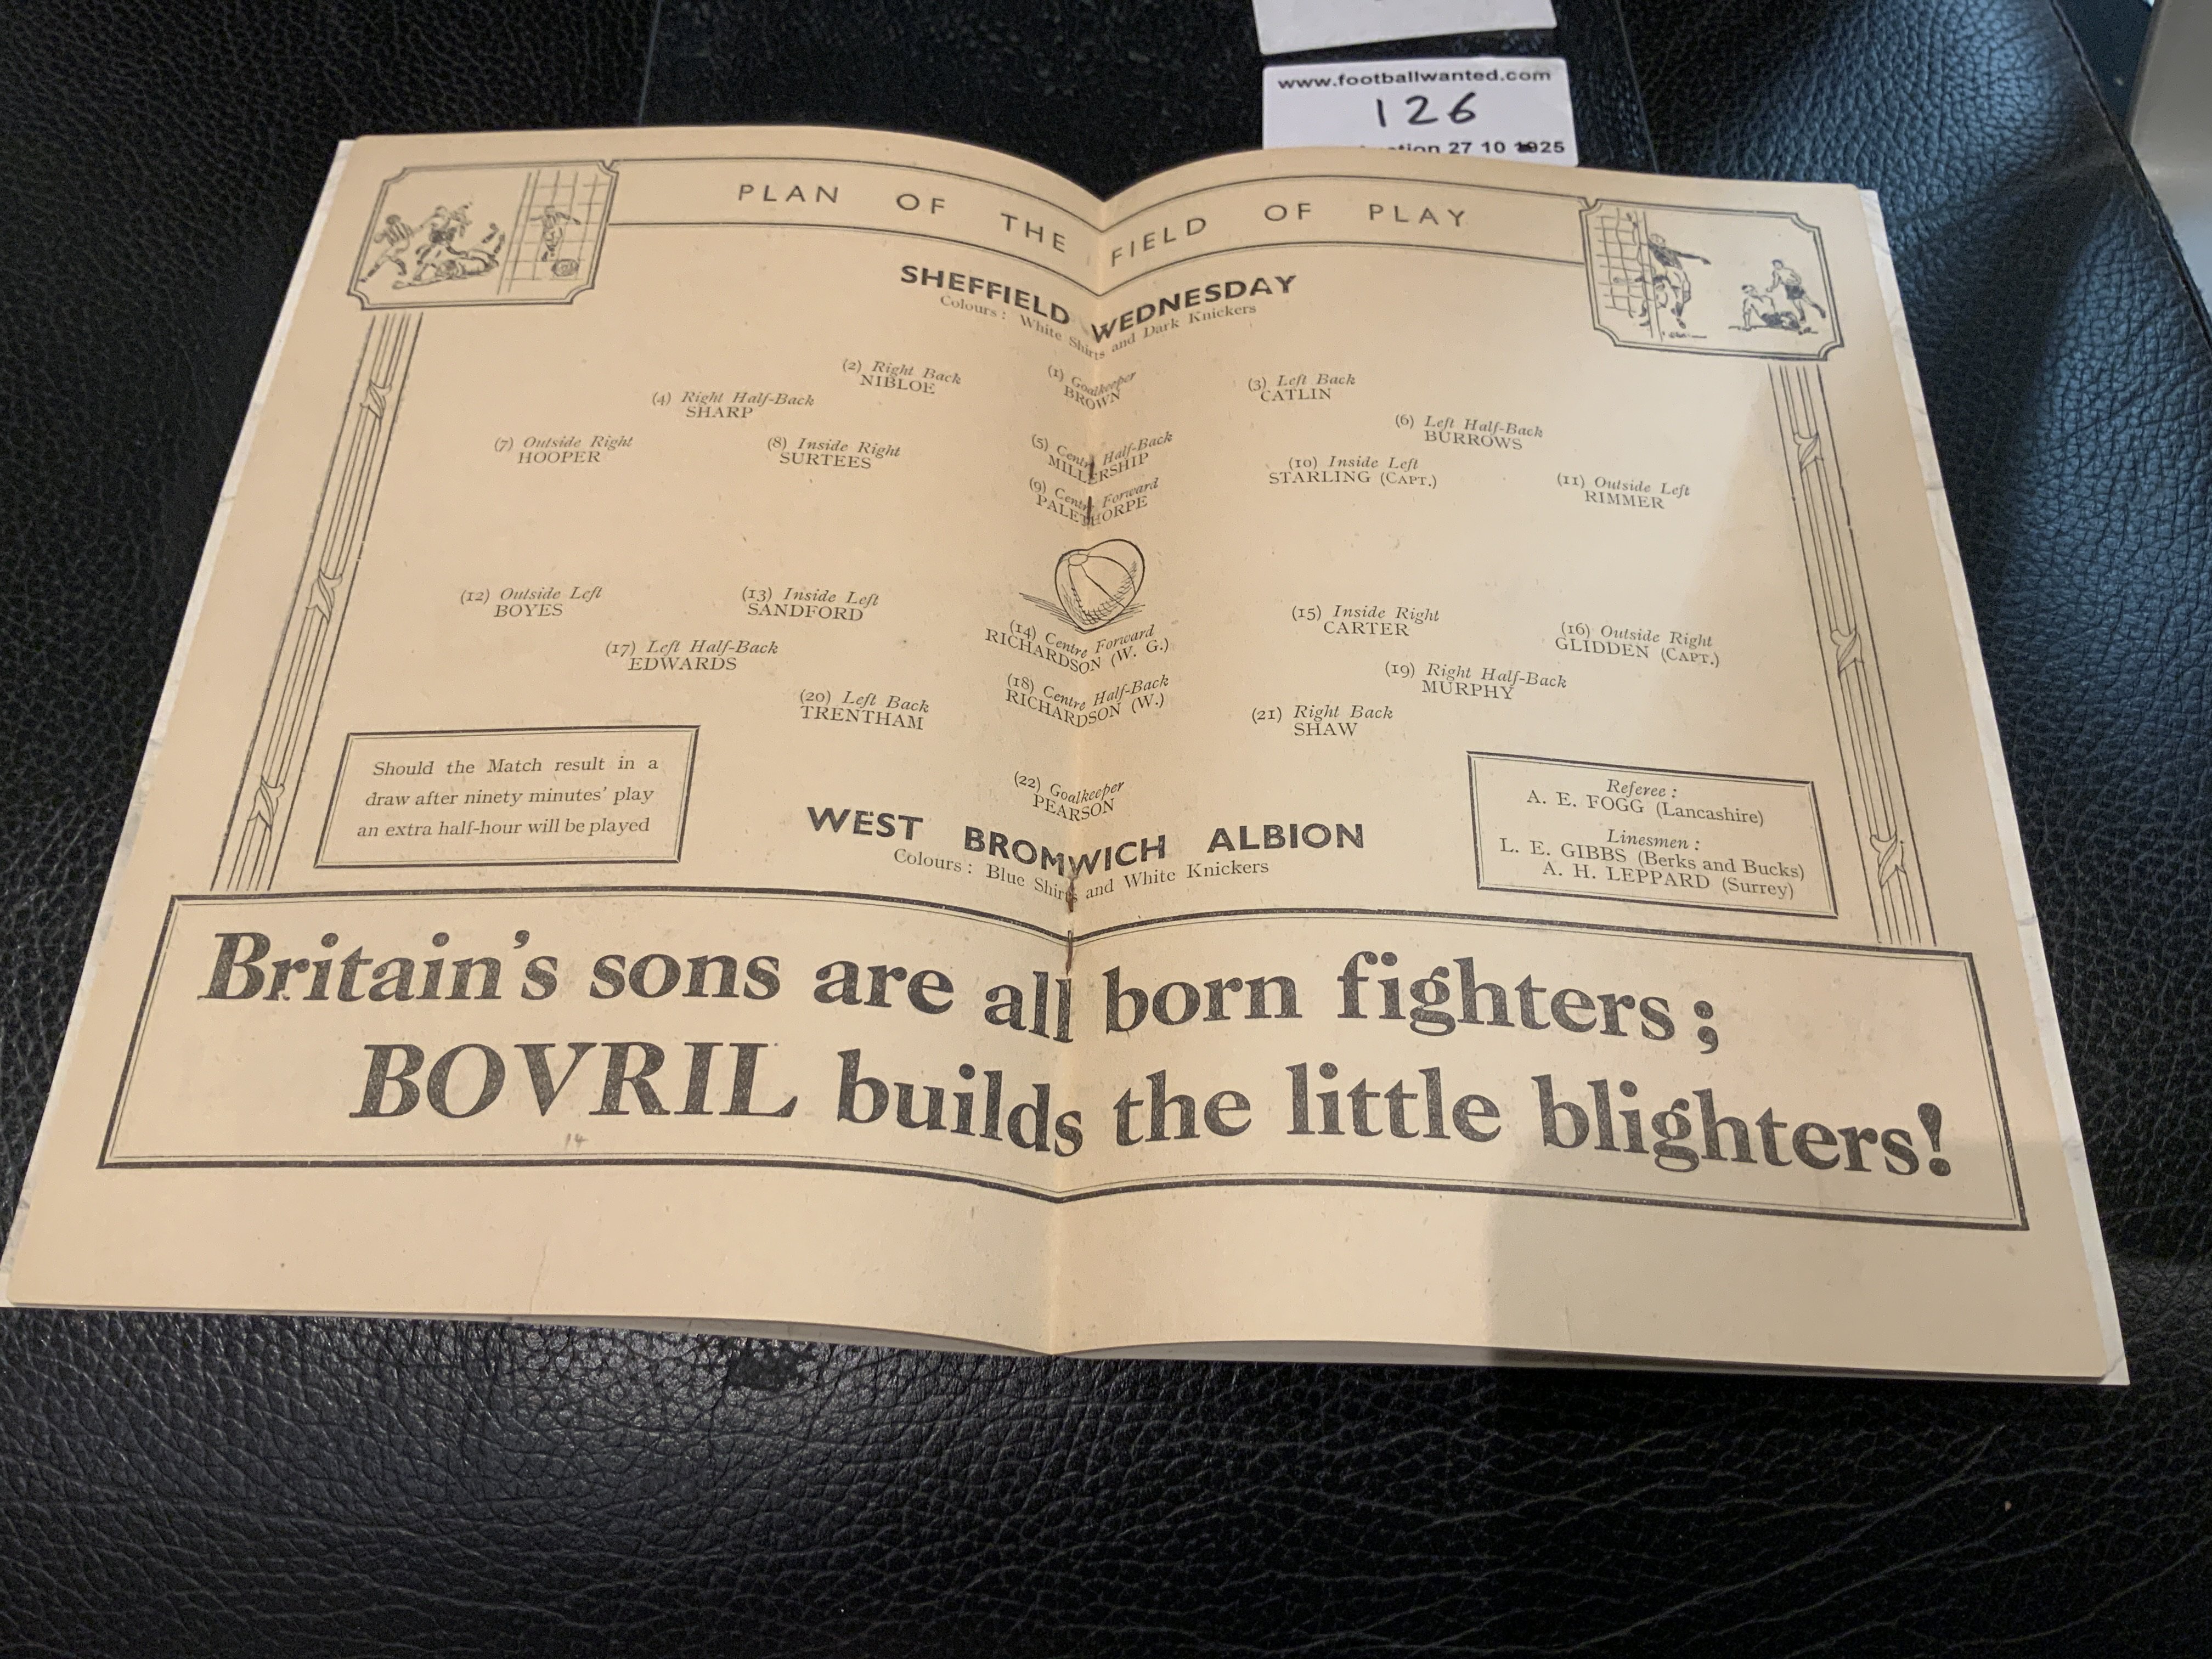 www.footballwanted.com
126
tion 27 10 1925
PLAN OF THE FIELD OF PLAY
SHEFFIELD WEDNESDAY
Colours: White Shirts and Dark Knickers
(2) Right Back
NIBLOE
(1) Goalkeeper
BROWN
(3) Left Back
CATLIN
(4) Right Half-Back
SHARP
(5) Centre Half-Back
MILLERSHIP
(6) Left Half-Back
BURROWS
(7) Outside Right
HOOPER
(8) Inside Right
SURTEES
(9) Centre Forward
PALETHORPE
(10) Inside Left
STARLING (CAPT.)
(11) Outside Left
RIMMER
(12) Outside Left
BOYES
(13) Inside Left
SANDFORD
(14) Centre Forward
RICHARDSON (W. G.)
(15) Inside Right
CARTER
(16) Outside Right
GLIDDEN (CAPT.)
(17) Left Half-Back
EDWARDS
(18) Centre Half-Back
RICHARDSON (W.)
(19) Right Half-Back
MURPHY
(20) Left Back
TRENTHAM
(21) Right Back
SHAW
(22) Goalkeeper
PEARSON
WEST BROMWICH ALBION
Colours: Blue Shirts and White Knickers
Should the Match result in a
draw after ninety minutes' play
an extra half-hour will be played
Referee:
A. E. FOGG (Lancashire)
Linesmen:
L. E. GIBBS (Berks and Bucks)
A. H. LEPPARD (Surrey)
Britain's sons are all born fighters;
BOVRIL builds the little blighters!
14